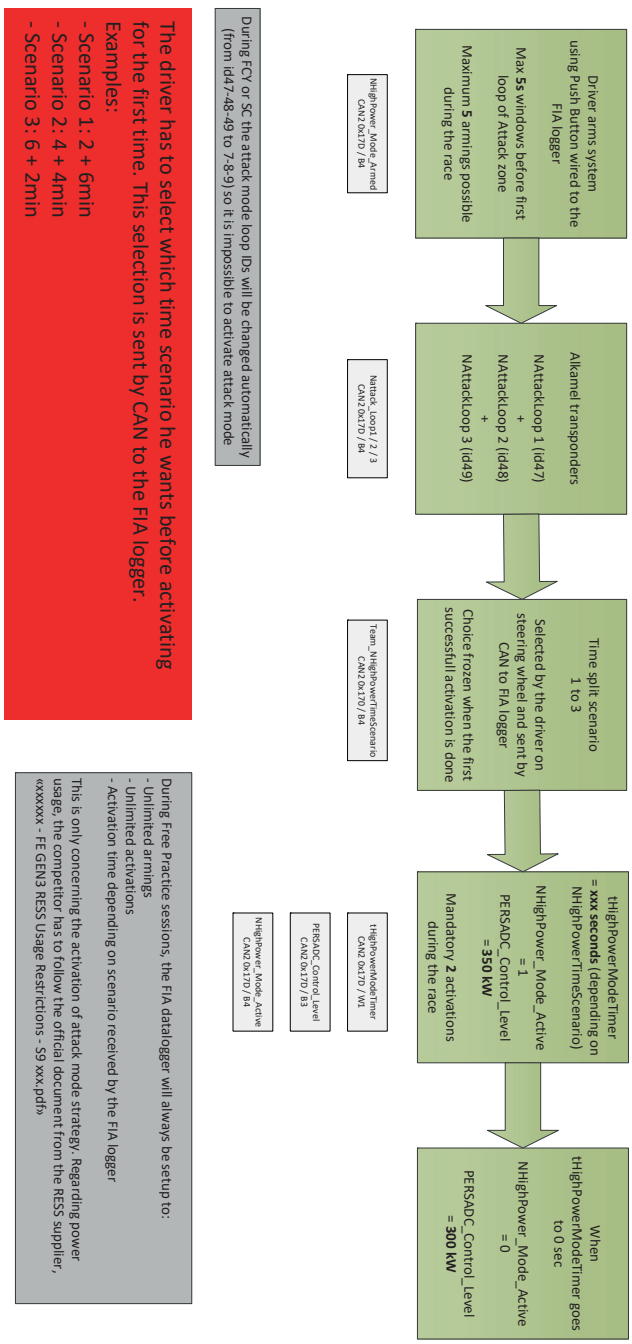 Driver arms system
using Push Button wired to the
FIA logger
Max 5s windows before first
loop of Attack zone
Maximum 5 armings possible
during the race
Alkamel transponders
NAttackLoop 1 (id47)
+
NAttackLoop 2 (id48)
+
NAttackLoop 3 (id49)
Time split scenario
1 to 3
Selected by the driver on
steering wheel and sent by
CAN to FIA logger
Choice frozen when the first
successfull activation is done
tHighPowerModeTimer
= xxx seconds (depending on
NHighPowerTimeScenario)
NHighPower_Mode_Active
= 1
PERSADC_Control_Level
= 350 kW
Mandatory 2 activations
during the race
When
tHighPowerModeTimer goes
to 0 sec
NHighPower_Mode_Active
= 0
PERSADC_Control_Level
= 300 kW
NHighPower_Mode_Armed
CAN2 0x17D / B4
Nattack_Loop1 / 2 / 3
CAN2 0x17D / B4
Team_NHighPowerTimeScenario
CAN2 0x170 / B4
tHighPowerModeTimer
CAN2 0x17D / W1
PERSADC_Control_Level
CAN2 0x17D / B3
NHighPower_Mode_Active
CAN2 0x17D / B4
During FCY or SC the attack mode loop IDs will be changed automatically
(from id47-48-49 to 7-8-9) so it is impossible to activate attack mode
The driver has to select which time scenario he wants before activating
for the first time. This selection is sent by CAN to the FIA logger.
Examples:
- Scenario 1: 2 + 6min
- Scenario 2: 4 + 4min
- Scenario 3: 6 + 2min
During Free Practice sessions, the FIA datalogger will always be setup to:
- Unlimited armings
- Unlimited activations
- Activation time depending on scenario received by the FIA logger
This is only concerning the activation of attack mode strategy. Regarding power
usage, the competitor has to follow the official document from the RESS supplier,
«xxxxxx - FE GEN3 RESS Usage Restrictions - S9 xxx.pdf»